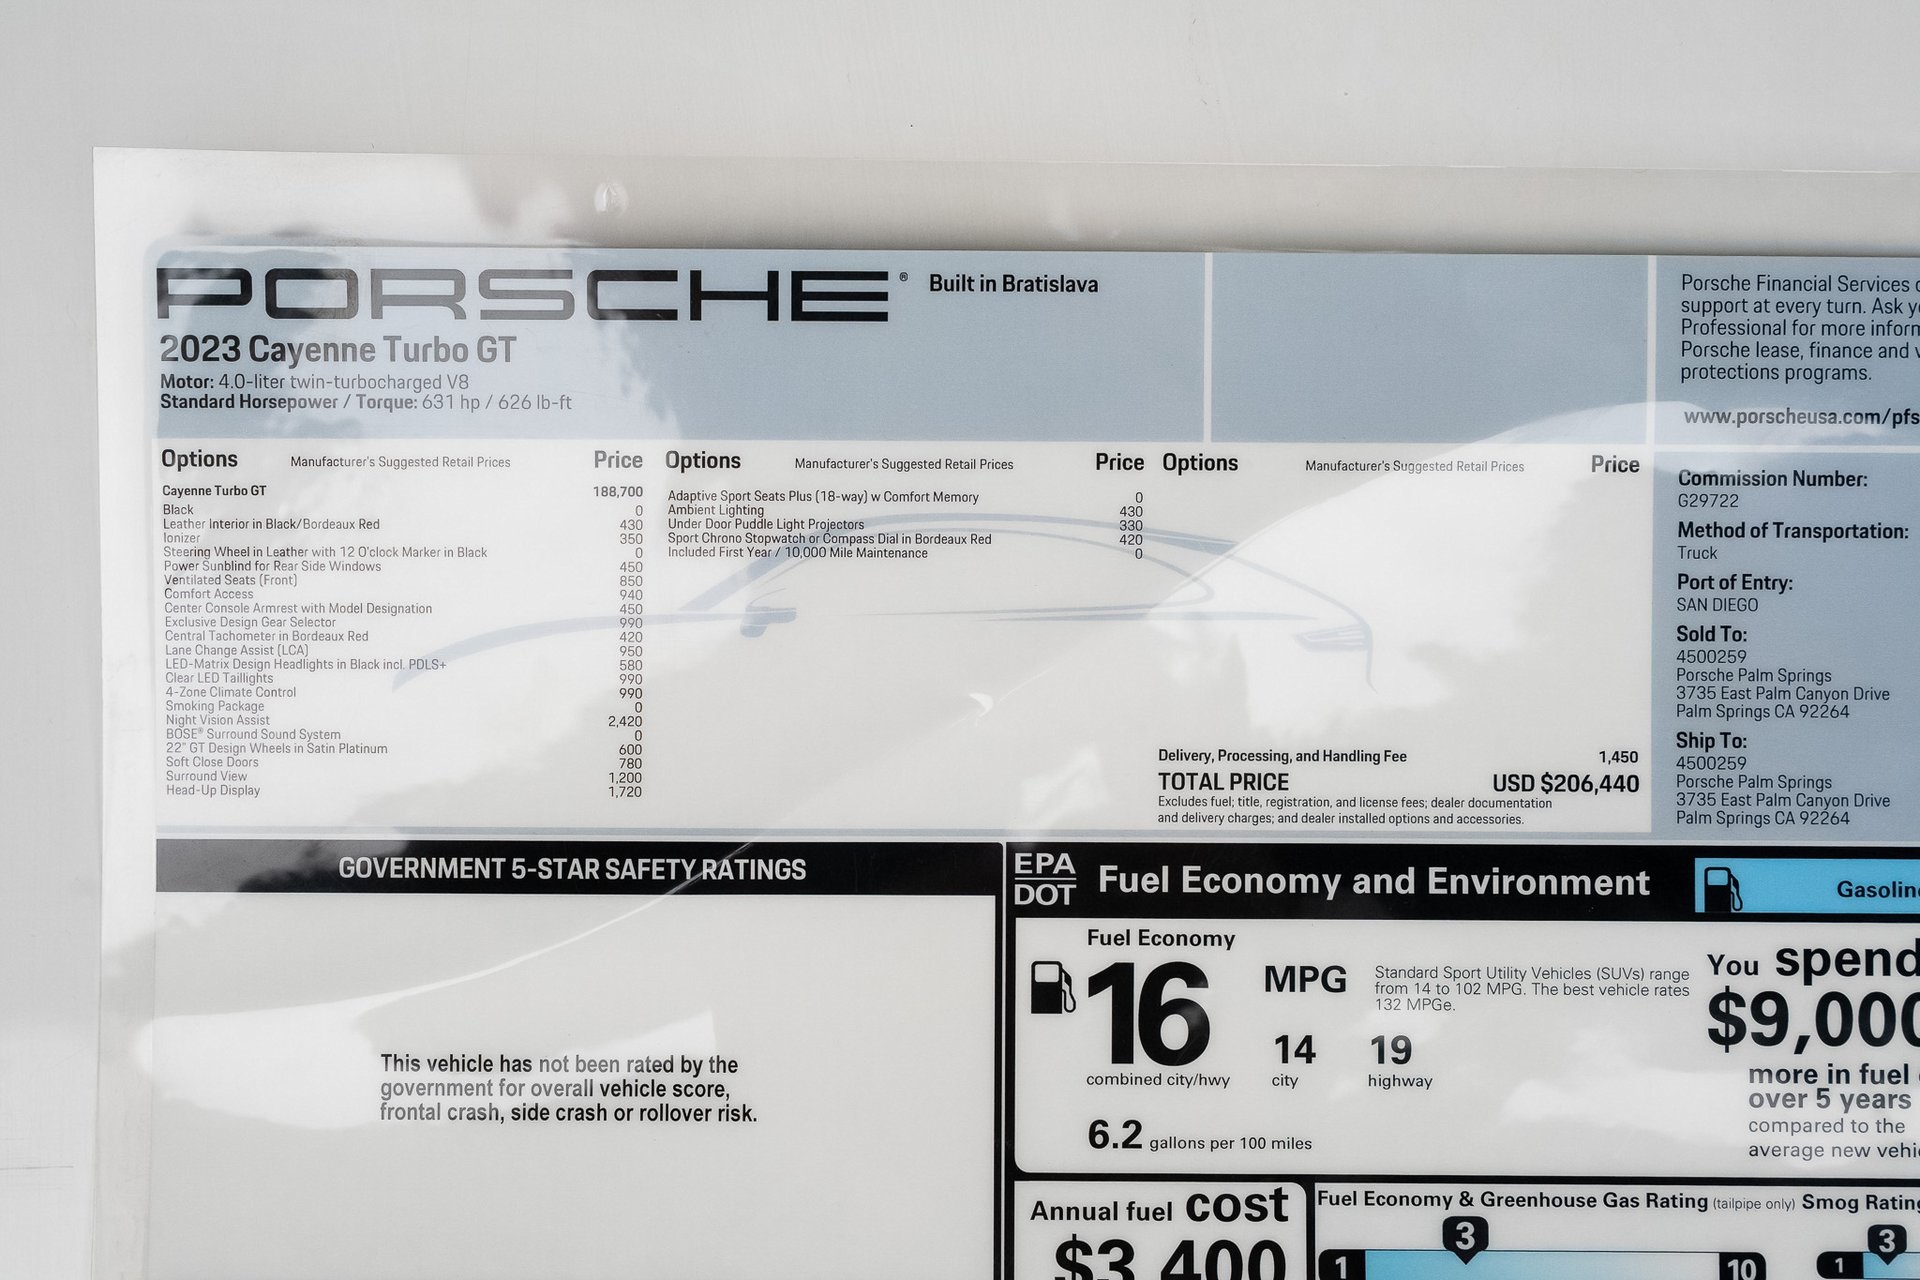 PORSCHE® Built in Bratislava
2023 Cayenne Turbo GT
Motor: 4.0-liter twin-turbocharged V8
Standard Horsepower / Torque: 631 hp / 626 lb-ft
Porsche Financial Services
support at every turn. Ask
Professional for more
Porsche lease, finance and
protections programs.
www.porscheusa.com/pfs
Options Manufacturer's Suggested Retail Prices Price
Cayenne Turbo GT 188,700
Black 0
Leather Interior in Black/Bordeaux Red 430
Ionizer 350
Steering Wheel in Leather with 12 O'clock Marker in Black 0
Power Sunblind for Rear Side Windows 450
Ventilated Seats (Front) 850
Comfort Access 940
Center Console Armrest with Model Designation 450
Exclusive Design Gear Selector 990
Central Tachometer in Bordeaux Red 420
Lane Change Assist (LCA) 950
LED-Matrix Design Headlights in Black incl. PDLS+ 580
Clear LED Taillights 990
4-Zone Climate Control 990
Smoking Package 0
Night Vision Assist 2,420
BOSE® Surround Sound System 0
22" GT Design Wheels in Satin Platinum 600
Soft Close Doors 780
Surround View 1,200
Head-Up Display 1,720
Options Manufacturer's Suggested Retail Prices Price
Adaptive Sport Seats Plus (18-way) w Comfort Memory 0
Ambient Lighting 430
Under Door Puddle Light Projectors 330
Sport Chrono Stopwatch or Compass Dial in Bordeaux Red 420
Included First Year / 10,000 Mile Maintenance 0
Options Manufacturer's Suggested Retail Prices Price
Delivery, Processing, and Handling Fee 1,450
TOTAL PRICE USD $206,440
Excludes fuel; title, registration, and license fees; dealer documentation
and delivery charges; and dealer installed options and accessories.
Commission Number:
G29722
Method of Transportation:
Truck
Port of Entry:
SAN DIEGO
Sold To:
4500259
Porsche Palm Springs
3735 East Palm Canyon Drive
Palm Springs CA 92264
Ship To:
4500259
Porsche Palm Springs
3735 East Palm Canyon Drive
Palm Springs CA 92264
GOVERNMENT 5-STAR SAFETY RATINGS
This vehicle has not been rated by the
government for overall vehicle score,
frontal crash, side crash or rollover risk.
EPA
DOT
Fuel Economy and Environment
Gasoline
Fuel Economy
16 MPG
combined city/hwy
14
city
19
highway
Standard Sport Utility Vehicles (SUVs) range
from 14 to 102 MPG. The best vehicle rates
132 MPGe.
6.2 gallons per 100 miles
You spend
$9,000
more in fuel
over 5 years
compared to the
average new
Annual fuel cost
$3,400
Fuel Economy & Greenhouse Gas Rating (tailpipe only) Smog Rating
3
1 10
3
1